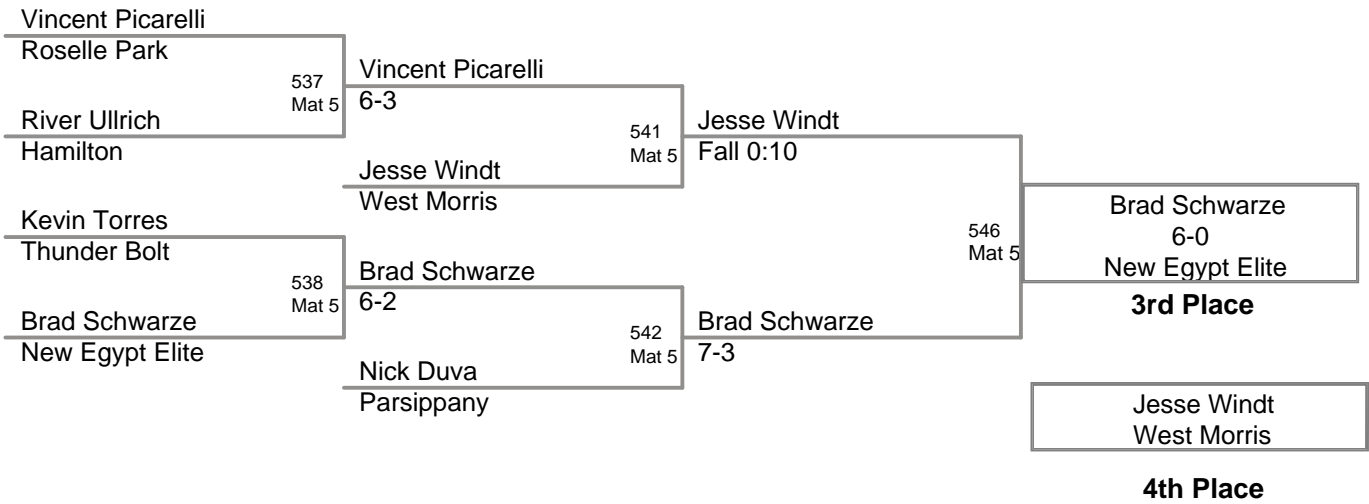 Vincent Picarelli
Roselle Park
537
Mat 5
Vincent Picarelli
6-3
River Ullrich
Hamilton
541
Mat 5
Jesse Windt
Fall 0:10
Jesse Windt
West Morris
Kevin Torres
Thunder Bolt
538
Mat 5
Brad Schwarze
6-2
Brad Schwarze
New Egypt Elite
542
Mat 5
Brad Schwarze
7-3
Nick Duva
Parsippany
546
Mat 5
Brad Schwarze
6-0
New Egypt Elite
3rd Place
Jesse Windt
West Morris
4th Place